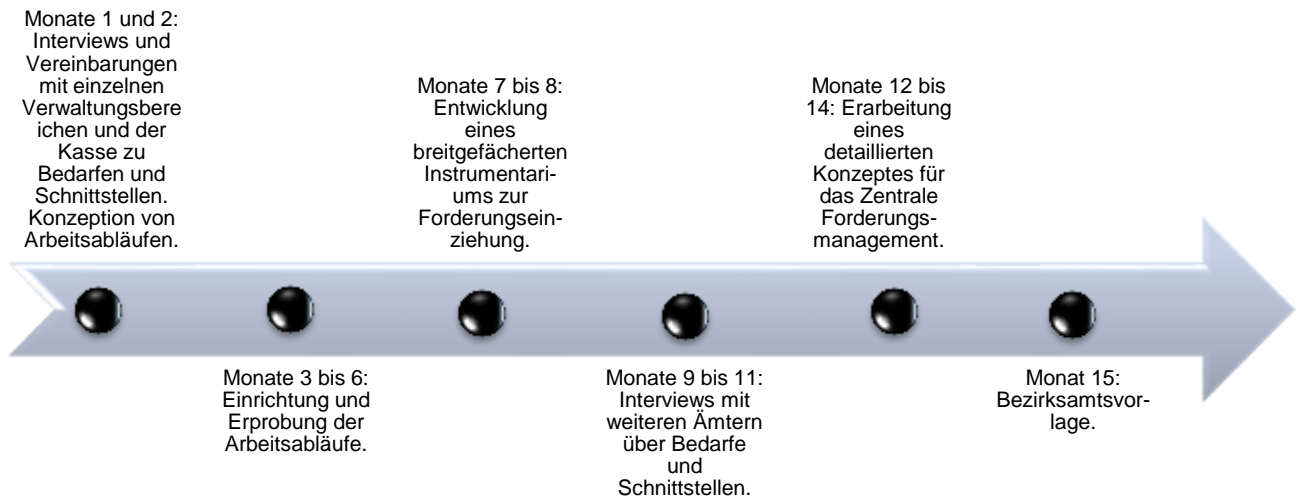 Monate 1 und 2:
Interviews und
Vereinbarungen
mit einzelnen
Verwaltungsbere
ichen und der
Kasse zu
Bedarfen und
Schnittstellen.
Konzeption von
Arbeitsabläufen.
Monate 3 bis 6:
Einrichtung und
Erprobung der
Arbeitsabläufe.
Monate 7 bis 8:
Entwicklung
eines
breitgefächerten
Instrumentari-
ums zur
Forderungsein-
ziehung.
Monate 9 bis 11:
Interviews mit
weiteren Ämtern
über Bedarfe
und
Schnittstellen.
Monate 12 bis
14: Erarbeitung
eines
detaillierten
Konzeptes für
das Zentrale
Forderungs-
management.
Monat 15:
Bezirksamtsvor-
lage.